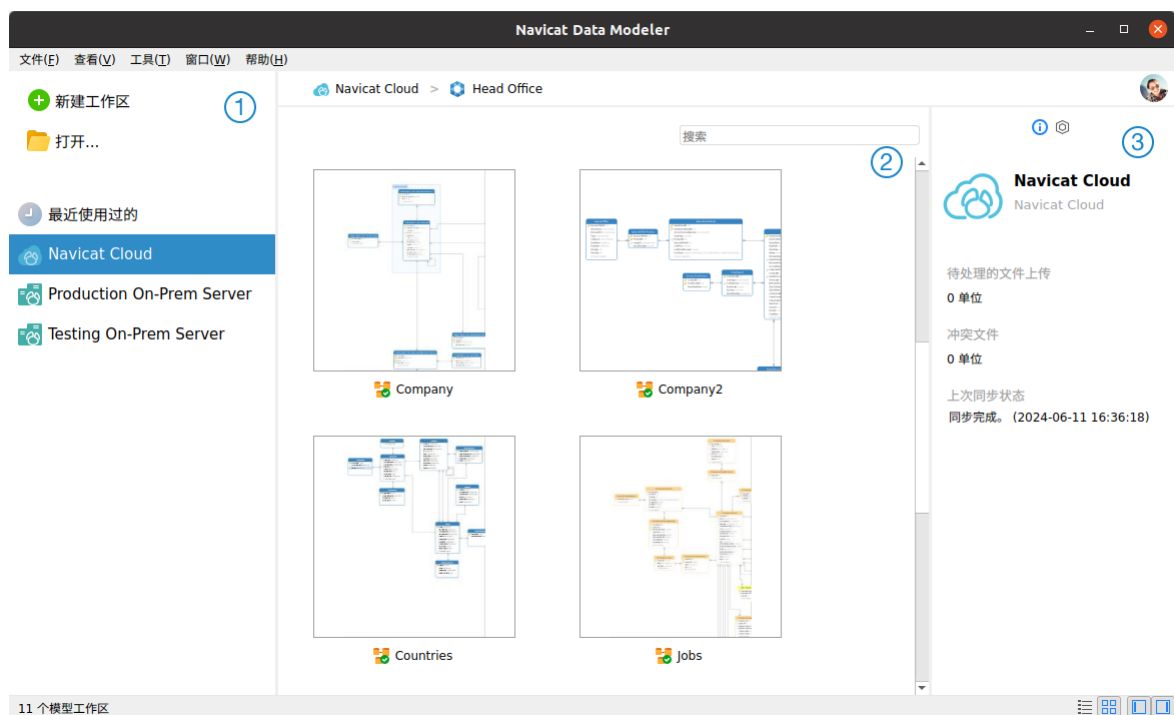 Navicat Data Modeler
文件(F) 查看(V) 工具(T) 窗口(W) 帮助(H)
新建工作区
①
打开...
最近使用过的
Navicat Cloud
Production On-Prem Server
Testing On-Prem Server
Navicat Cloud > Head Office
搜索
②
Company
Company2
Countries
Jobs
③
Navicat Cloud
Navicat Cloud
待处理的文件上传
0 单位
冲突文件
0 单位
上次同步状态
同步完成。 (2024-06-11 16:36:18)
11 个模型工作区